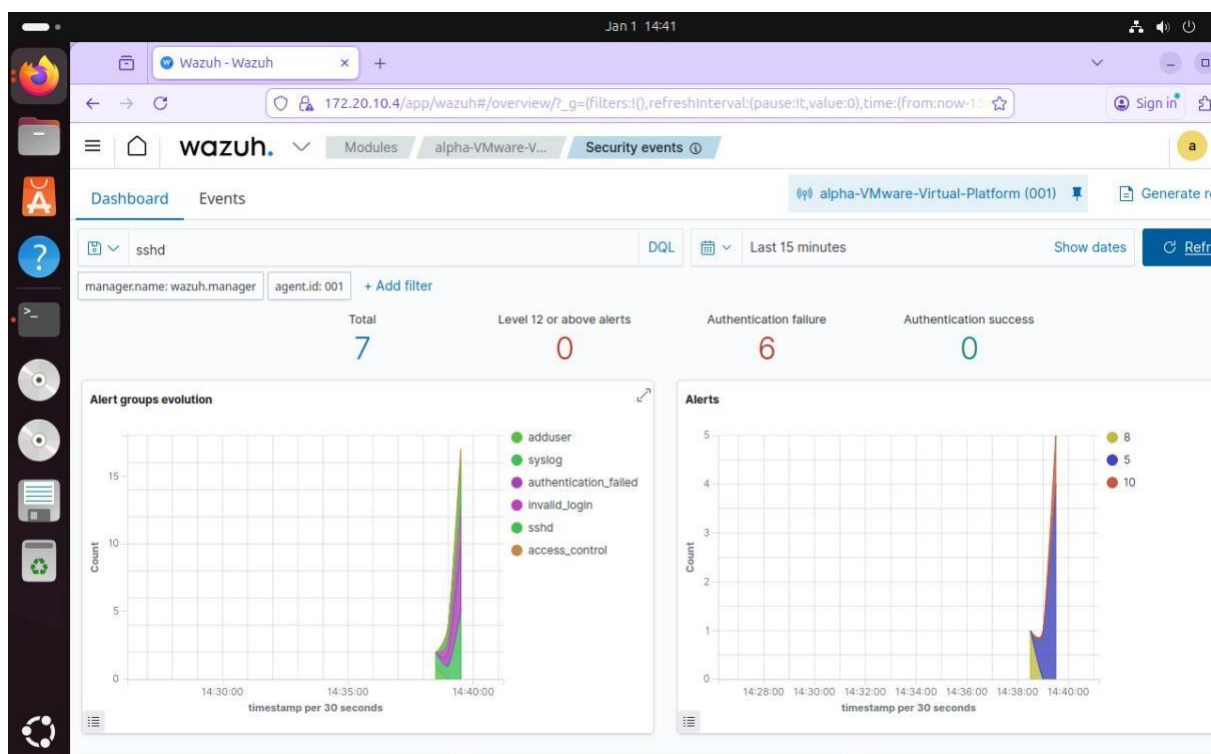 Jan 1 14:41
Wazuh - Wazuh
172.20.10.4/app/wazuh#/overview/?_g=(filters:!(),refreshInterval:(pause:!t,value:0),time:(from:now-1
Sign in
wazuh.
Modules
alpha-VMware-V...
Security events
a
Dashboard
Events
alpha-VMware-Virtual-Platform (001)
Generate r
sshd
DQL
Last 15 minutes
Show dates
Refr
manager.name: wazuh.manager
agent.id: 001
+ Add filter
Total
7
Level 12 or above alerts
0
Authentication failure
6
Authentication success
0
Alert groups evolution
Count
15
10
5
0
14:30:00 14:35:00 14:40:00
timestamp per 30 seconds
adduser
syslog
authentication_failed
invalid_login
sshd
access_control
Alerts
Count
5
4
3
2
1
0
14:28:00 14:30:00 14:32:00 14:34:00 14:36:00 14:38:00 14:40:00
timestamp per 30 seconds
8
5
10